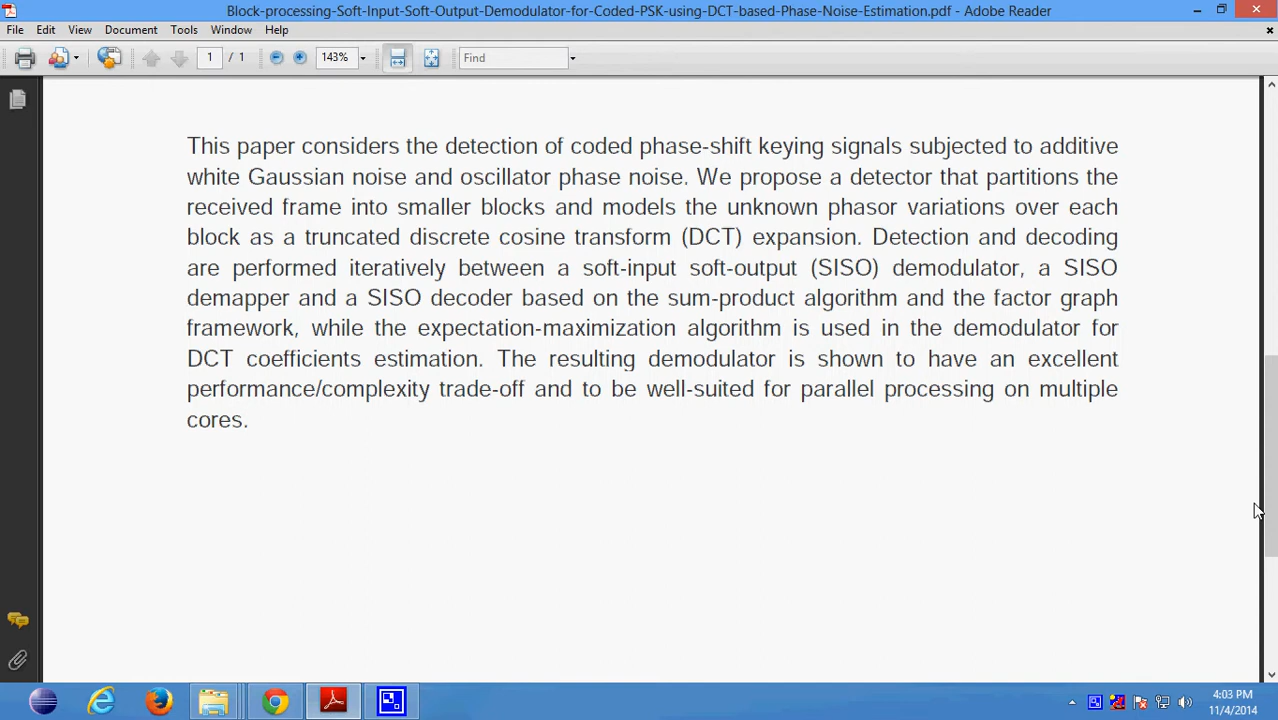 Block-processing-Soft-Input-Soft-Output-Demodulator-for-Coded-PSK-using-DCT-based-Phase-Noise-Estimation.pdf - Adobe Reader
File Edit View Document Tools Window Help
1 / 1 143% Find
This paper considers the detection of coded phase-shift keying signals subjected to additive
white Gaussian noise and oscillator phase noise. We propose a detector that partitions the
received frame into smaller blocks and models the unknown phasor variations over each
block as a truncated discrete cosine transform (DCT) expansion. Detection and decoding
are performed iteratively between a soft-input soft-output (SISO) demodulator, a SISO
demapper and a SISO decoder based on the sum-product algorithm and the factor graph
framework, while the expectation-maximization algorithm is used in the demodulator for
DCT coefficients estimation. The resulting demodulator is shown to have an excellent
performance/complexity trade-off and to be well-suited for parallel processing on multiple
cores.
4:03 PM
11/4/2014